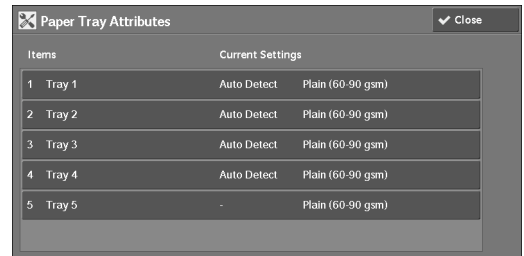 Paper Tray Attributes Close
Items Current Settings
1 Tray 1 Auto Detect Plain (60-90 gsm)
2 Tray 2 Auto Detect Plain (60-90 gsm)
3 Tray 3 Auto Detect Plain (60-90 gsm)
4 Tray 4 Auto Detect Plain (60-90 gsm)
5 Tray 5 - Plain (60-90 gsm)